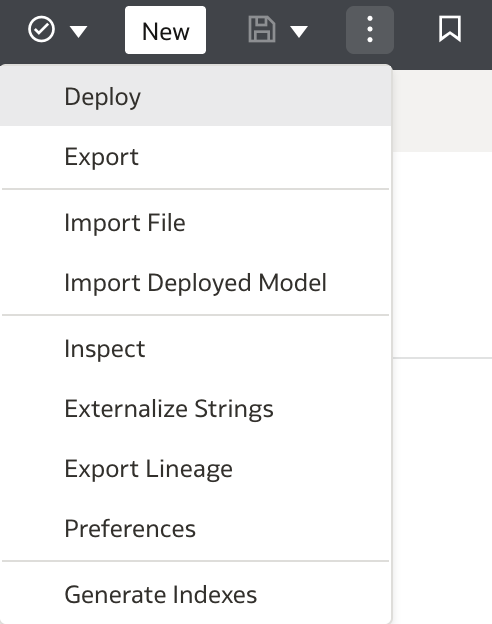 New
Deploy
Export
Import File
Import Deployed Model
Inspect
Externalize Strings
Export Lineage
Preferences
Generate Indexes